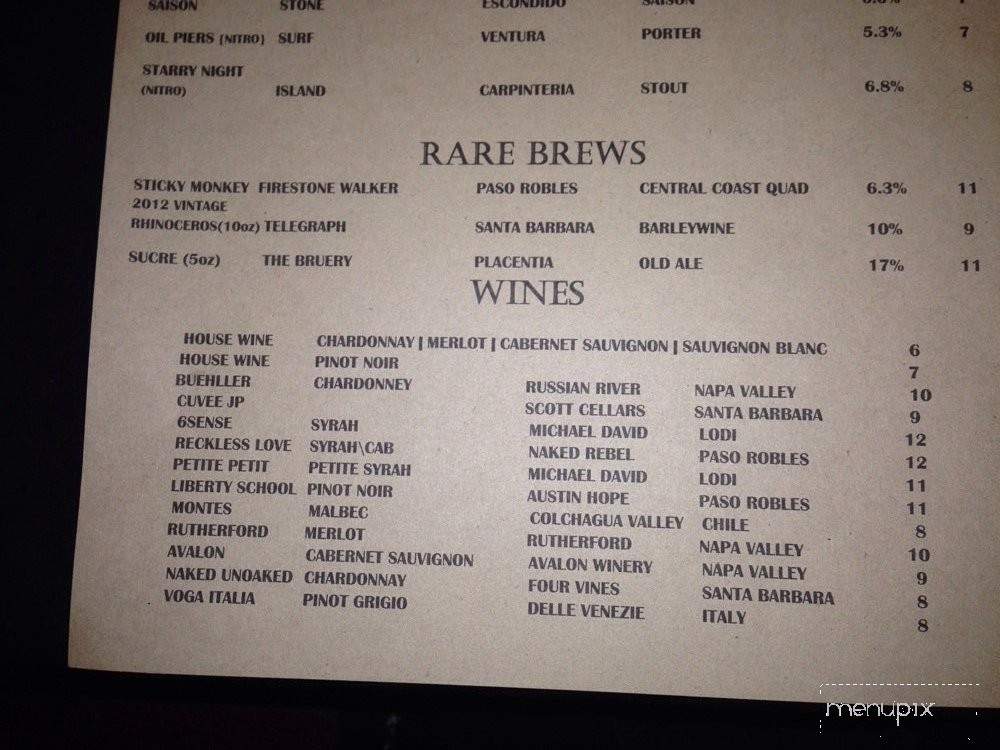 SAISON STONE ESCONDIDO SAISON
OIL PIERS (NITRO) SURF VENTURA PORTER 5.3% 7
STARRY NIGHT
(NITRO) ISLAND CARPINTERIA STOUT 6.8% 8
RARE BREWS
STICKY MONKEY FIRESTONE WALKER PASO ROBLES CENTRAL COAST QUAD 6.3% 11
2012 VINTAGE
RHINOCEROS(10oz) TELEGRAPH SANTA BARBARA BARLEYWINE 10% 9
SUCRE (5oz) THE BRUERY PLACENTIA OLD ALE 17% 11
WINES
HOUSE WINE CHARDONNAY | MERLOT | CABERNET SAUVIGNON | SAUVIGNON BLANC 6
HOUSE WINE PINOT NOIR 7
BUEHLLER CHARDONNEY RUSSIAN RIVER NAPA VALLEY 10
CUVEE JP SCOTT CELLARS SANTA BARBARA 9
6SENSE SYRAH MICHAEL DAVID LODI 12
RECKLESS LOVE SYRAH\CAB NAKED REBEL PASO ROBLES 12
PETITE PETIT PETITE SYRAH MICHAEL DAVID LODI 11
LIBERTY SCHOOL PINOT NOIR AUSTIN HOPE PASO ROBLES 11
MONTES MALBEC COLCHAGUA VALLEY CHILE 8
RUTHERFORD MERLOT RUTHERFORD NAPA VALLEY 10
AVALON CABERNET SAUVIGNON AVALON WINERY NAPA VALLEY 9
NAKED UNOAKED CHARDONNAY FOUR VINES SANTA BARBARA 8
VOGA ITALIA PINOT GRIGIO DELLE VENEZIE ITALY 8
menupix